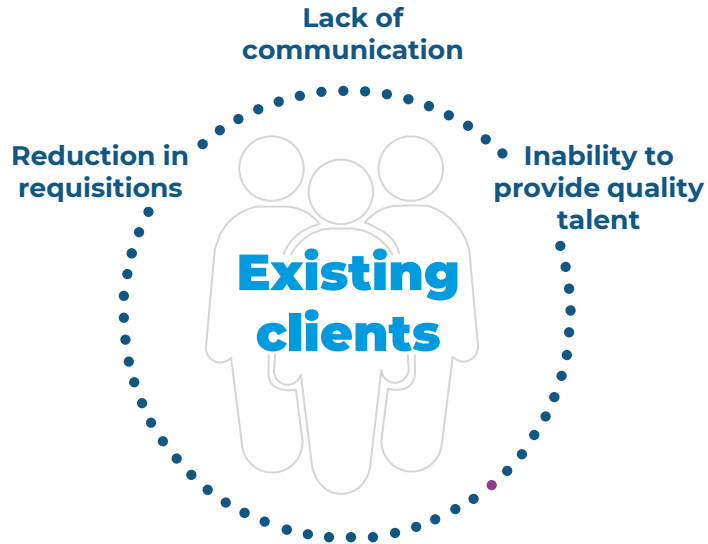 Lack of
communication
Reduction in
requisitions
Inability to
provide quality
talent
Existing
clients